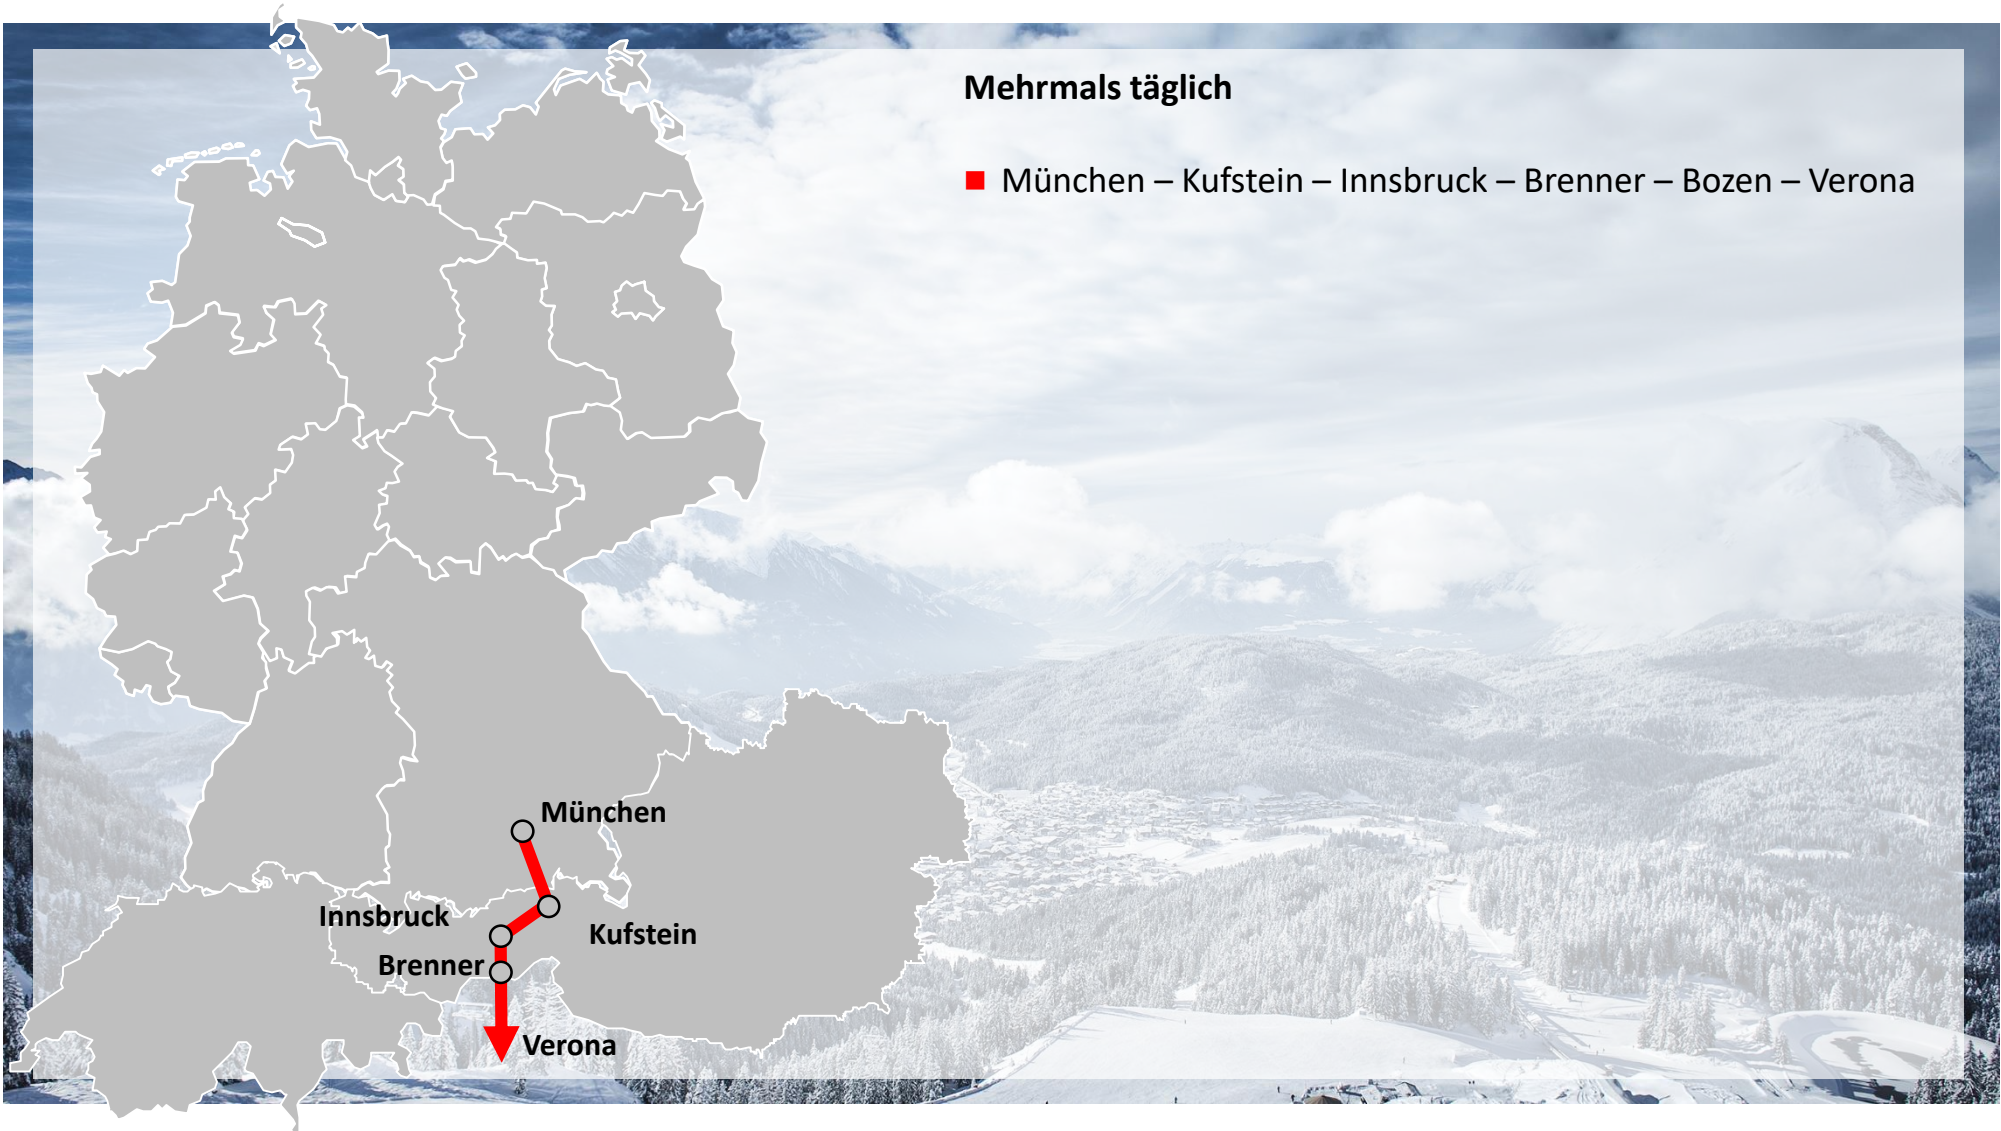 Mehrmals täglich
München – Kufstein – Innsbruck – Brenner – Bozen – Verona
München
Innsbruck
Kufstein
Brenner
Verona